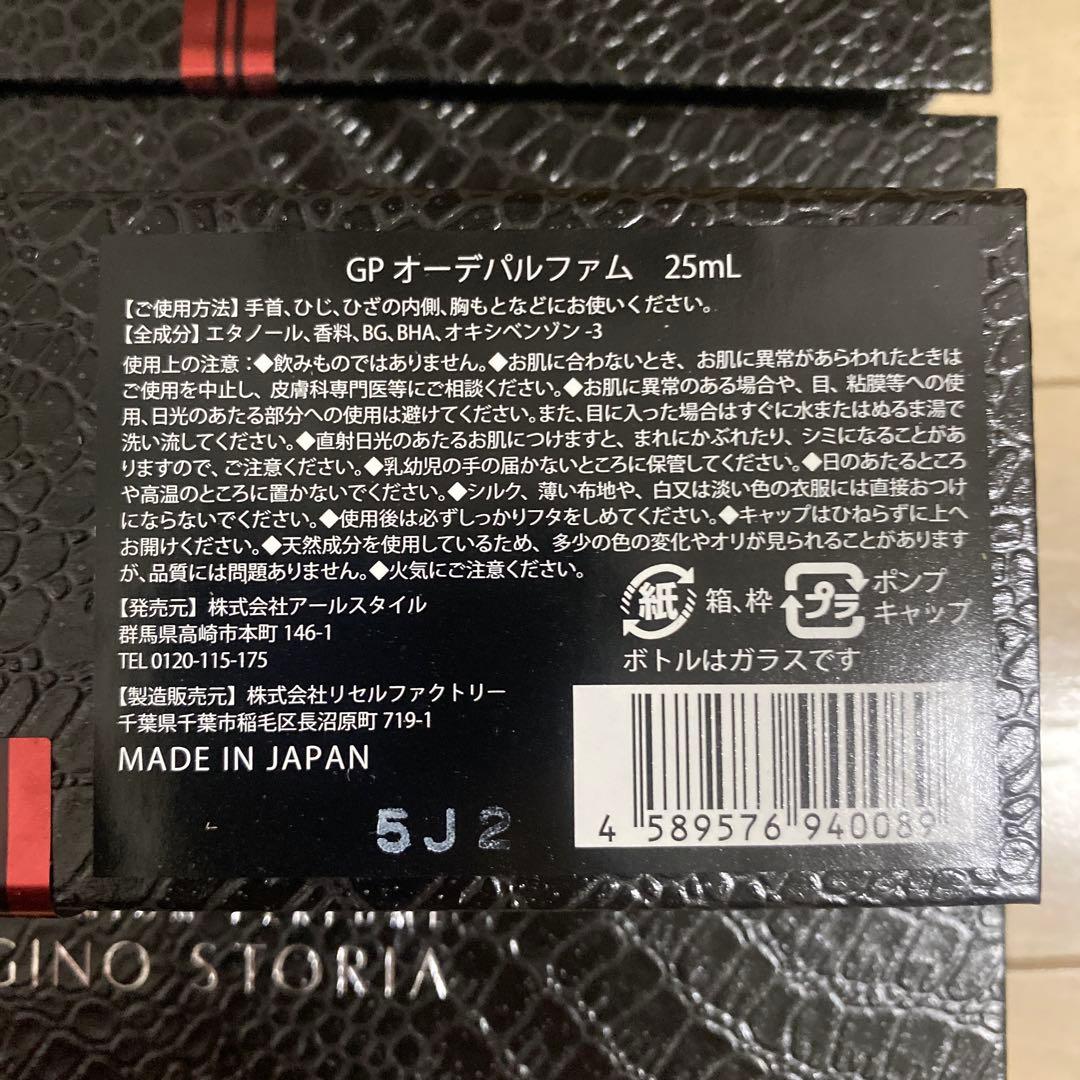 GP オーデパルファム 25mL
【ご使用方法】手首、ひじ、ひざの内側、胸もとなどにお使いください。
【全成分】エタノール、香料、BG、BHA、オキシベンゾン -3
使用上の注意：◆飲みものではありません。◆お肌に合わないとき、お肌に異常があらわれたときは
ご使用を中止し、皮膚科専門医等にご相談ください。◆お肌に異常のある場合や、目、粘膜等への使
用、日光のあたる部分への使用は避けてください。また、目に入った場合はすぐに水またはぬるま湯で
洗い流してください。◆直射日光のあたるお肌につけますと、まれにかぶれたり、シミになることがあ
りますので、ご注意ください。◆乳幼児の手の届かないところに保管してください。◆日のあたるところ
や高温のところに置かないでください。◆シルク、薄い布地や、白又は淡い色の衣服には直接おつけ
にならないでください。◆使用後は必ずしっかりフタをしめてください。◆キャップはひねらずに上へ
お開けください。◆天然成分を使用しているため、多少の色の変化やオリが見られることがあります
が、品質には問題ありません。◆火気にご注意ください。
紙 箱、枠 プラ ポンプ
キャップ
ボトルはガラスです
【発売元】株式会社アールスタイル
群馬県高崎市本町 146-1
TEL 0120-115-175
【製造販売元】株式会社リセルファクトリー
千葉県千葉市稲毛区長沼原町 719-1
MADE IN JAPAN
5J2
4 589576 940089
GINO STORIA